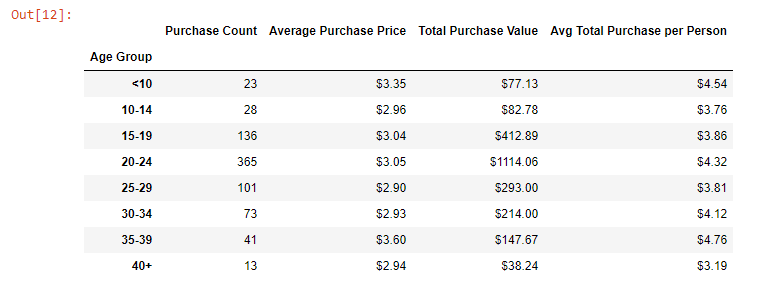 Out[12]:
Purchase Count Average Purchase Price Total Purchase Value Avg Total Purchase per Person
Age Group
<10 23 $3.35 $77.13 $4.54
10-14 28 $2.96 $82.78 $3.76
15-19 136 $3.04 $412.89 $3.86
20-24 365 $3.05 $1114.06 $4.32
25-29 101 $2.90 $293.00 $3.81
30-34 73 $2.93 $214.00 $4.12
35-39 41 $3.60 $147.67 $4.76
40+ 13 $2.94 $38.24 $3.19